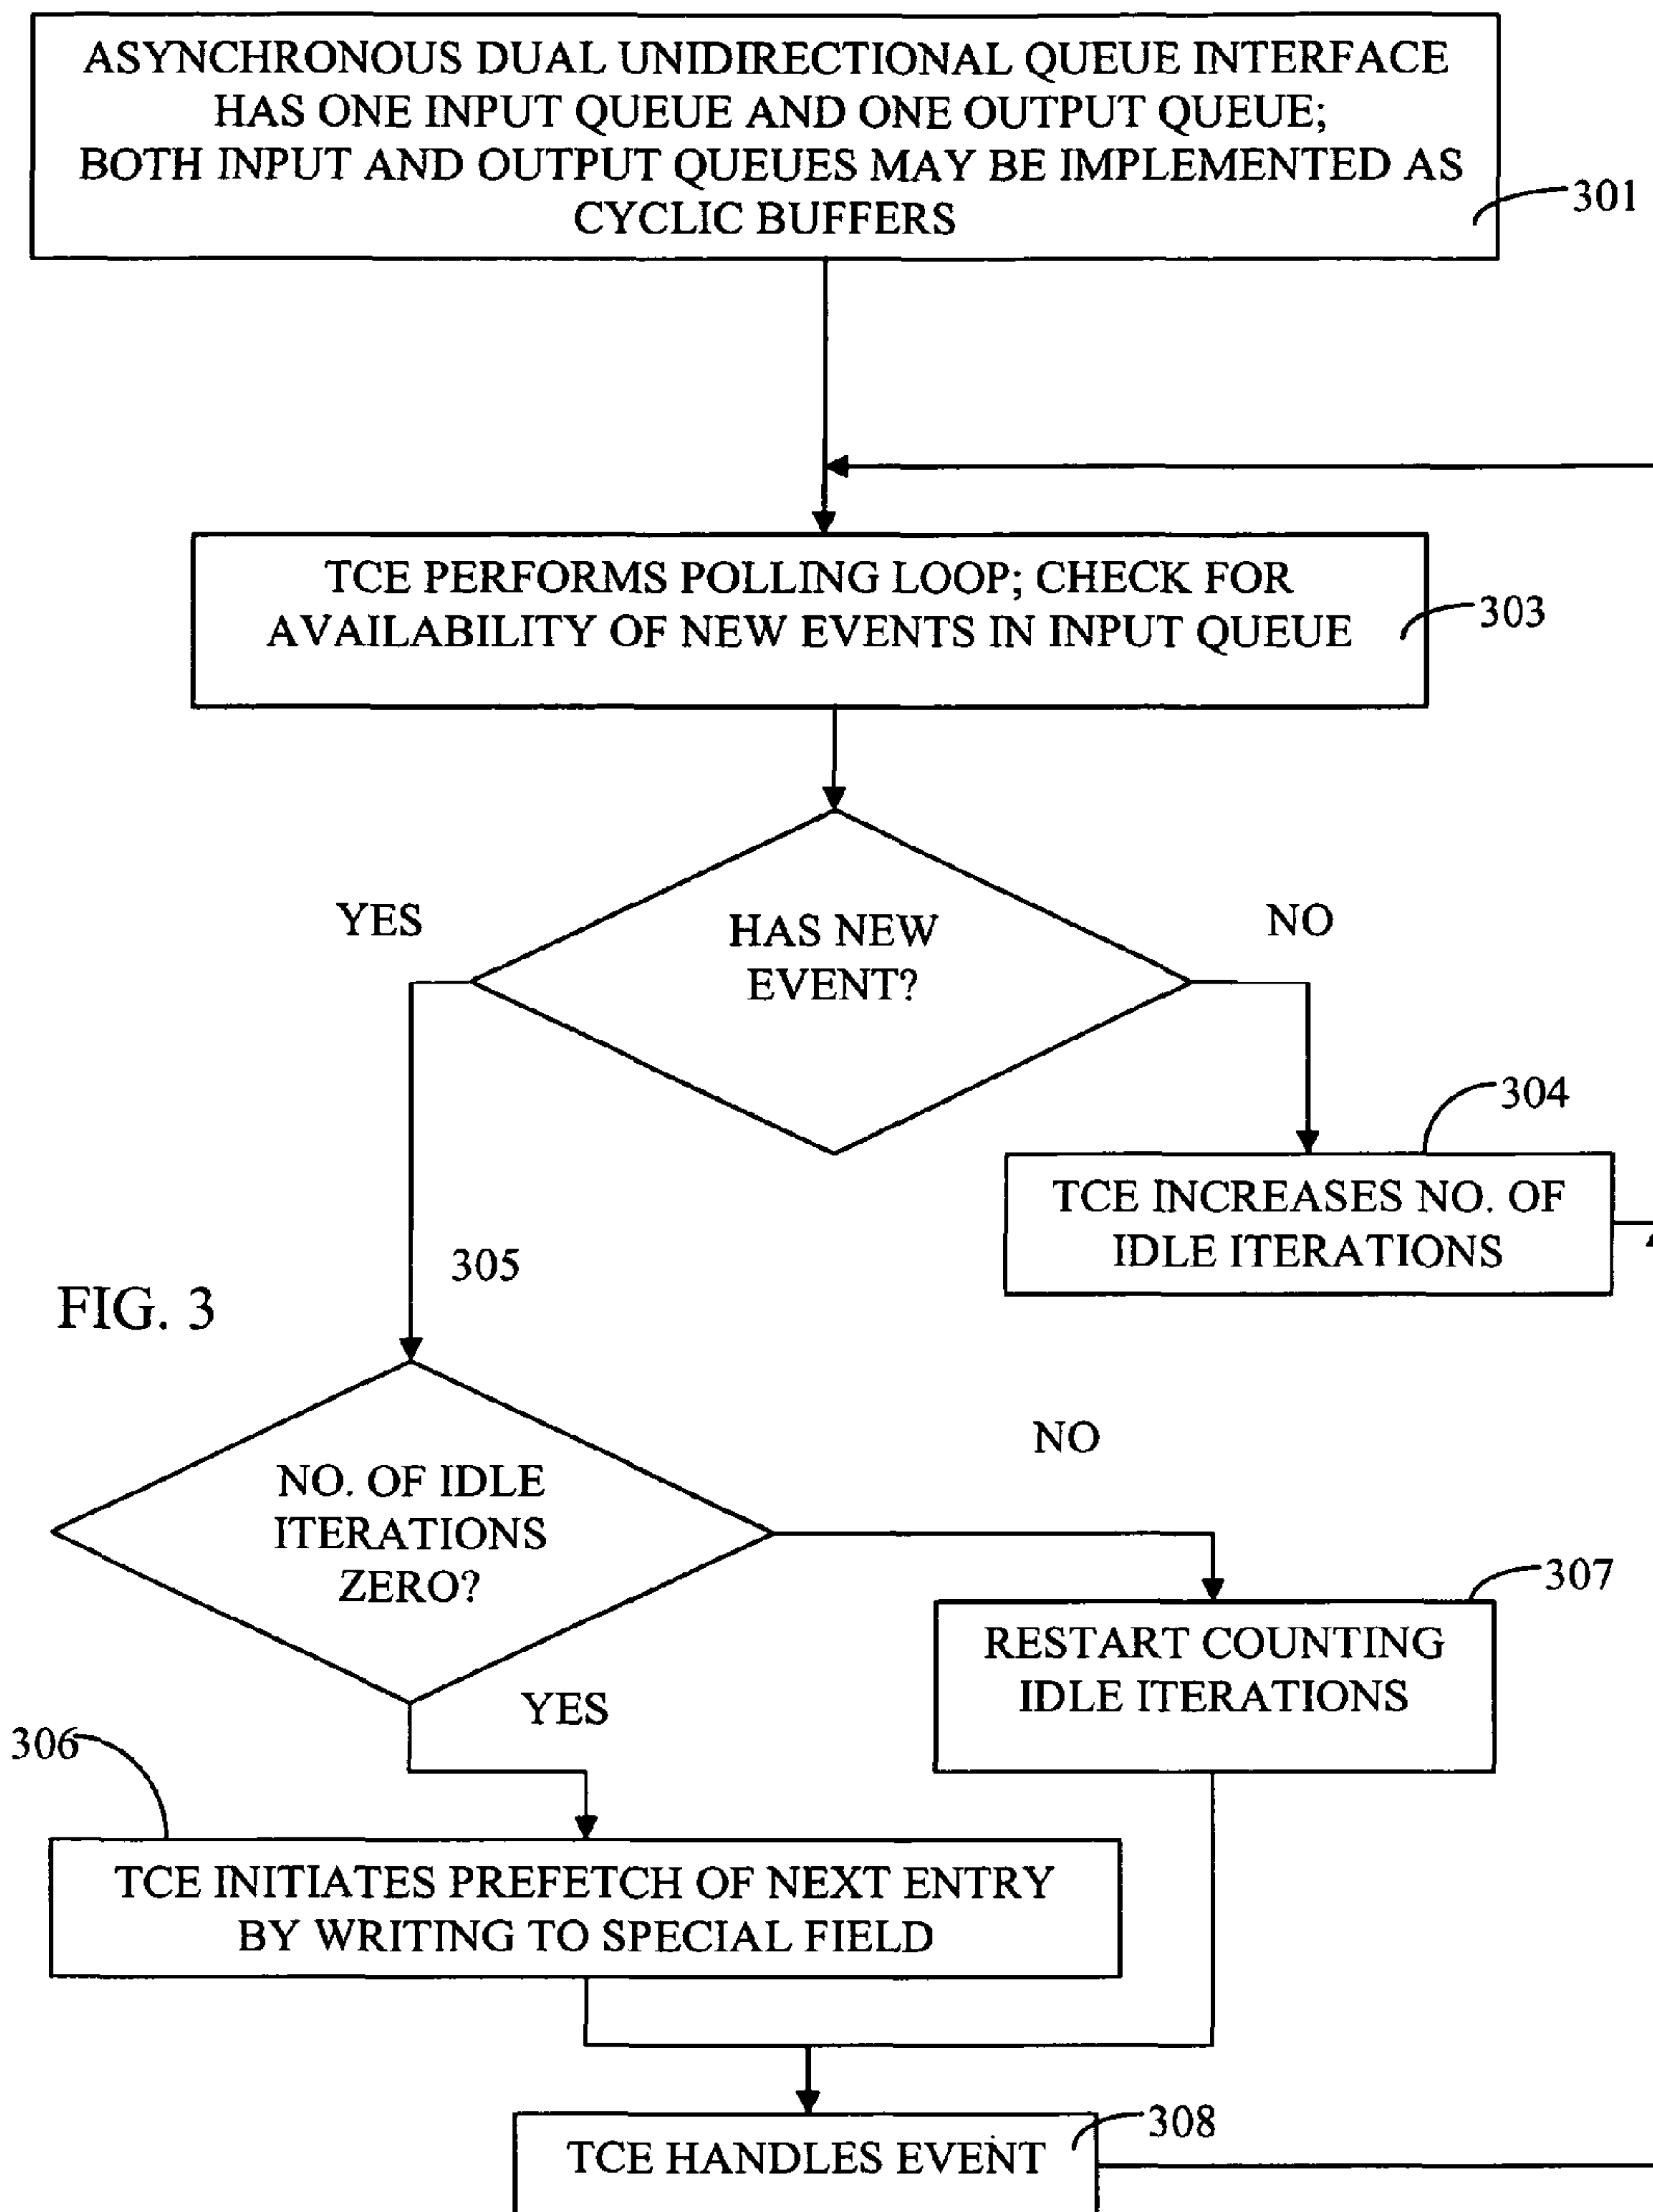 ASYNCHRONOUS DUAL UNIDIRECTIONAL QUEUE INTERFACE
HAS ONE INPUT QUEUE AND ONE OUTPUT QUEUE;
BOTH INPUT AND OUTPUT QUEUES MAY BE IMPLEMENTED AS
CYCLIC BUFFERS
301
TCE PERFORMS POLLING LOOP; CHECK FOR
AVAILABILITY OF NEW EVENTS IN INPUT QUEUE
303
YES
HAS NEW
EVENT?
NO
304
TCE INCREASES NO. OF
IDLE ITERATIONS
305
FIG. 3
NO. OF IDLE
ITERATIONS
ZERO?
NO
307
RESTART COUNTING
IDLE ITERATIONS
YES
306
TCE INITIATES PREFETCH OF NEXT ENTRY
BY WRITING TO SPECIAL FIELD
308
TCE HANDLES EVENT